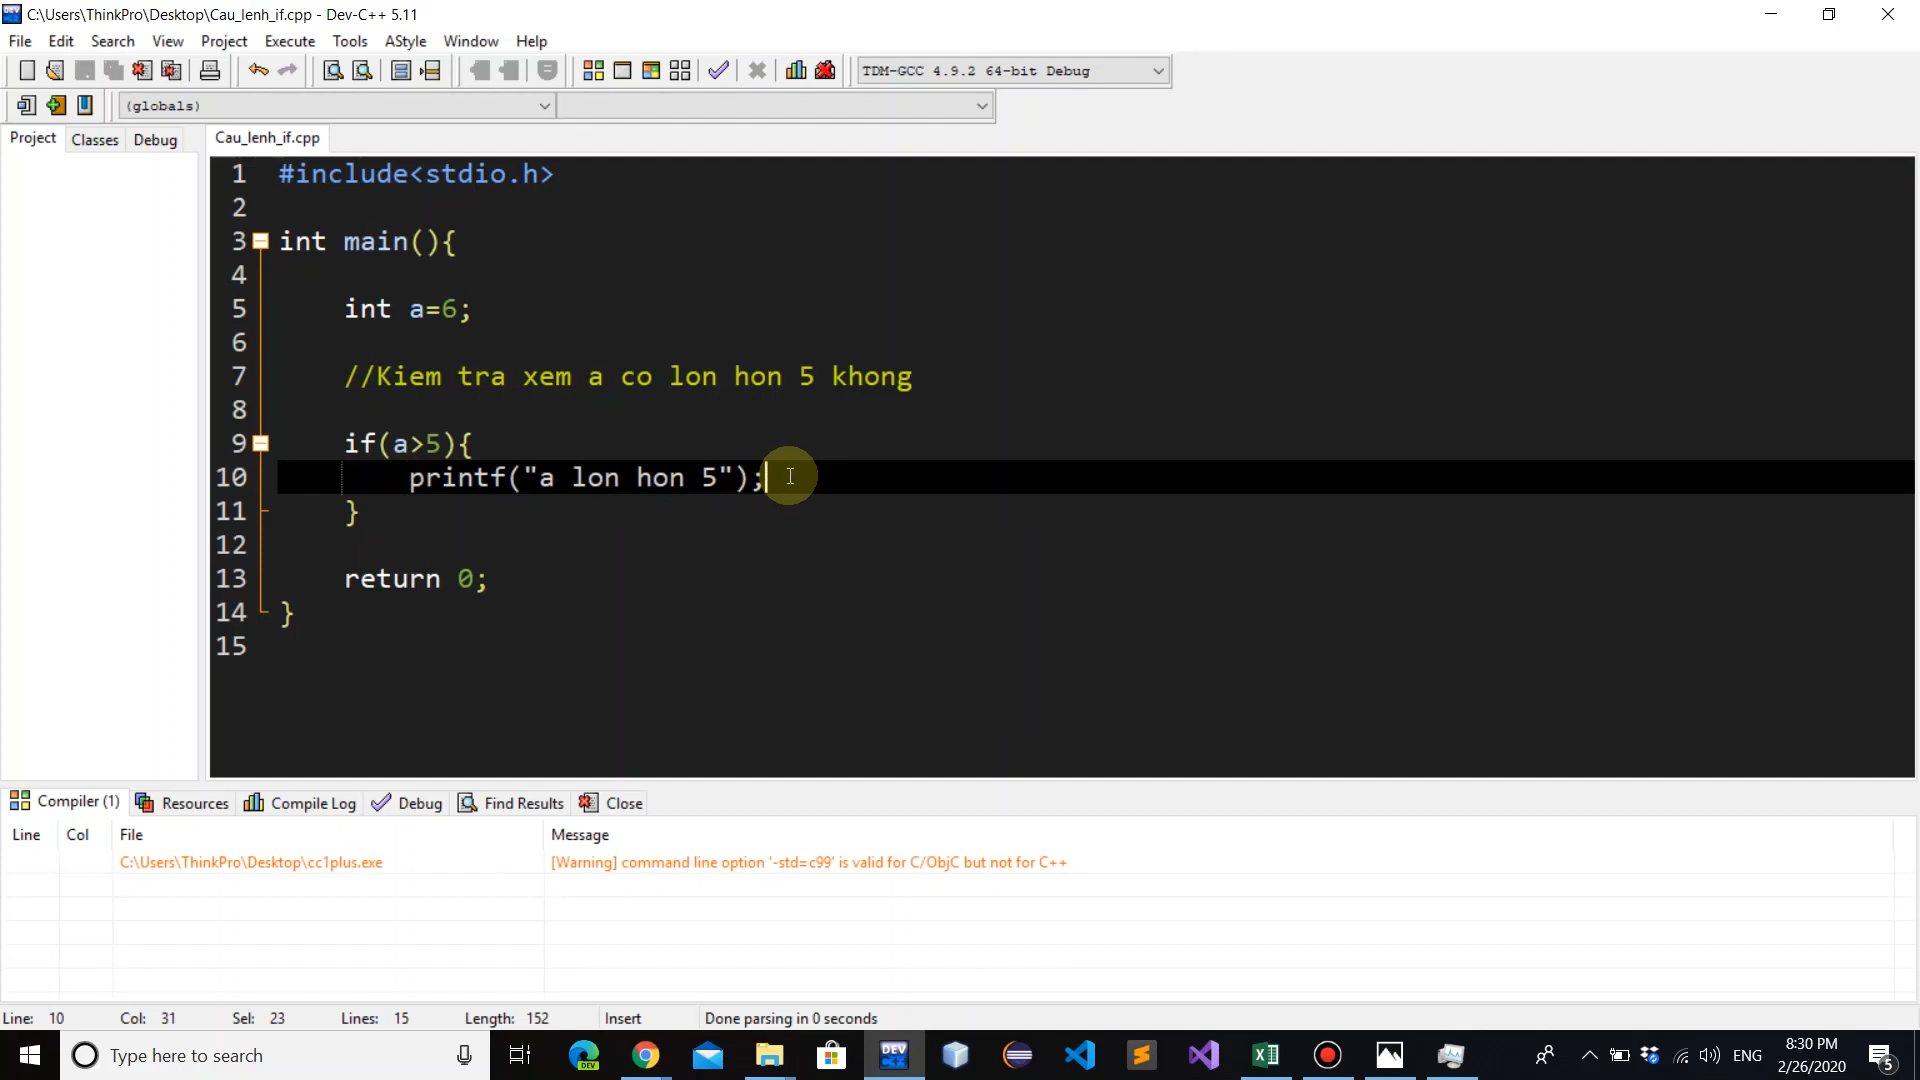 C:\Users\ThinkPro\Desktop\Cau_lenh_if.cpp - Dev-C++ 5.11
File Edit Search View Project Execute Tools AStyle Window Help
TDM-GCC 4.9.2 64-bit Debug
(globals)
Project Classes Debug Cau_lenh_if.cpp
1 #include<stdio.h>
2
3 int main(){
4
5 int a=6;
6
7 //Kiem tra xem a co lon hon 5 khong
8
9 if(a>5){
10 printf("a lon hon 5");
11 }
12
13 return 0;
14 }
15
Compiler (1) Resources Compile Log Debug Find Results Close
Line Col File Message
C:\Users\ThinkPro\Desktop\cc1plus.exe [Warning] command line option '-std=c99' is valid for C/ObjC but not for C++
Line: 10 Col: 31 Sel: 23 Lines: 15 Length: 152 Insert Done parsing in 0 seconds
Type here to search DEV DEV C++ ENG 8:30 PM
2/26/2020 5